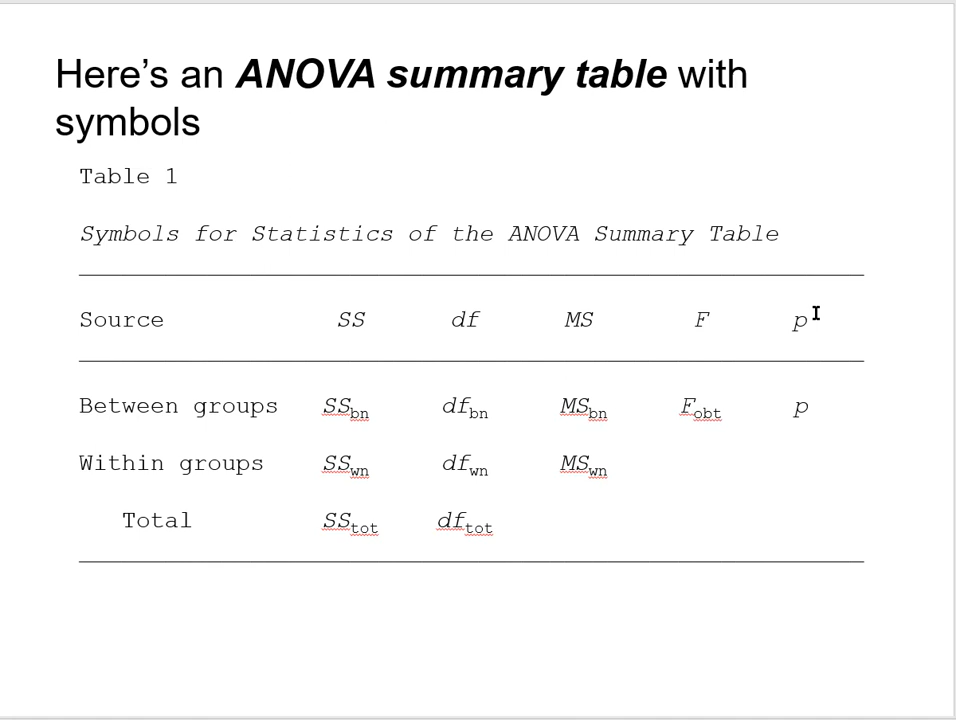 Here’s an ANOVA summary table with
symbols
Table 1
Symbols for Statistics of the ANOVA Summary Table
Source SS df MS F p
Between groups SSbn dfbn MSbn Fobt p
Within groups SSwn dfwn MSwn
Total SStot dftot